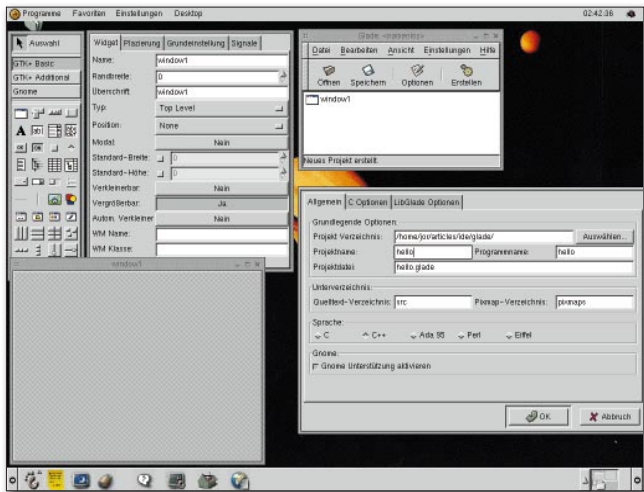 Programme Favoriten Einstellungen Desktop
02:42:36
Auswahl
GTK+ Basic
GTK+ Additional
Gnome
Widget Plazierung Grundeinstellung Signale
Name: window1
Randbreite: 0
Überschrift: window1
Typ: Top Level
Position: None
Modal: Nein
Standard-Breite: 0
Standard-Höhe: 0
Verkleinerbar: Nein
Vergrößerbar: Ja
Autom. Verkleiner Nein
WM Name:
WM Klasse:
Glade:
Datei Bearbeiten Ansicht Einstellungen Hilfe
Öffnen Speichern Optionen Erstellen
window1
Neues Projekt erstellt.
Allgemein C Optionen LibGlade Optionen
Grundlegende Optionen:
Projekt Verzeichnis: /home/jor/articles/ide/glade/ Auswählen...
Projektname: hello Programmname: hello
Projektdatei: hello.glade
Unterverzeichnis:
Quelltext-Verzeichnis: src Pixmap-Verzeichnis: pixmaps
Sprache:
C C++ Ada 95 Perl Eiffel
Gnome:
Gnome Unterstützung aktivieren
OK Abbruch
window1